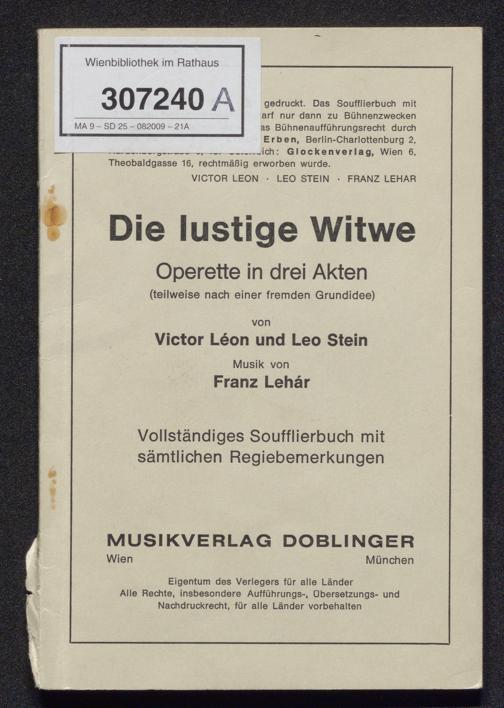 Wienbibliothek im Rathaus
307240 A
MA 9 – SD 25 – 082009 – 21A
gedruckt. Das Soufflierbuch mit
arf nur dann zu Bühnenzwecken
as Bühnenaufführungsrecht durch
Erben, Berlin-Charlottenburg 2,
ich: Glockenverlag, Wien 6,
Theobaldgasse 16, rechtmäßig erworben wurde.
VICTOR LEON · LEO STEIN · FRANZ LEHAR
Die lustige Witwe
Operette in drei Akten
(teilweise nach einer fremden Grundidee)
von
Victor Léon und Leo Stein
Musik von
Franz Lehár
Vollständiges Soufflierbuch mit
sämtlichen Regiebemerkungen
MUSIKVERLAG DOBLINGER
Wien München
Eigentum des Verlegers für alle Länder
Alle Rechte, insbesondere Aufführungs-, Übersetzungs- und
Nachdruckrecht, für alle Länder vorbehalten